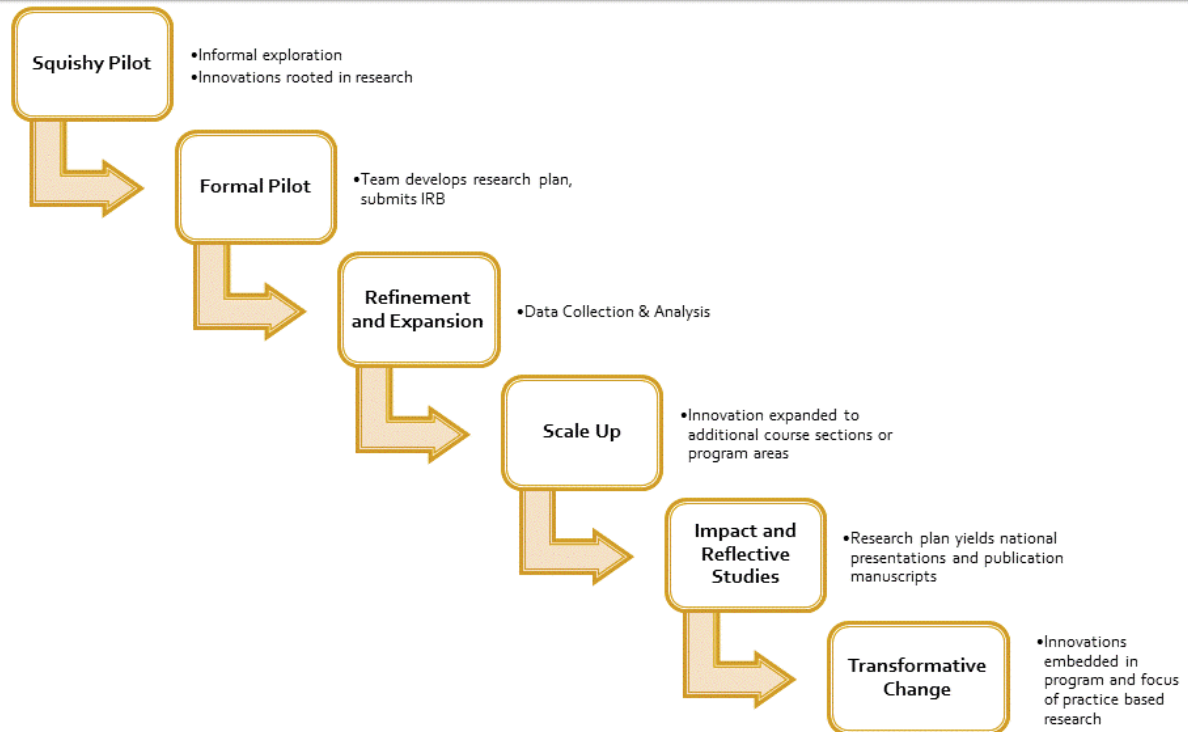 Squishy Pilot
•Informal exploration
•Innovations rooted in research
Formal Pilot
•Team develops research plan,
submits IRB
Refinement
and Expansion
•Data Collection & Analysis
Scale Up
•Innovation expanded to
additional course sections or
program areas
Impact and
Reflective
Studies
•Research plan yields national
presentations and publication
manuscripts
Transformative
Change
•Innovations
embedded in
program and focus
of practice based
research